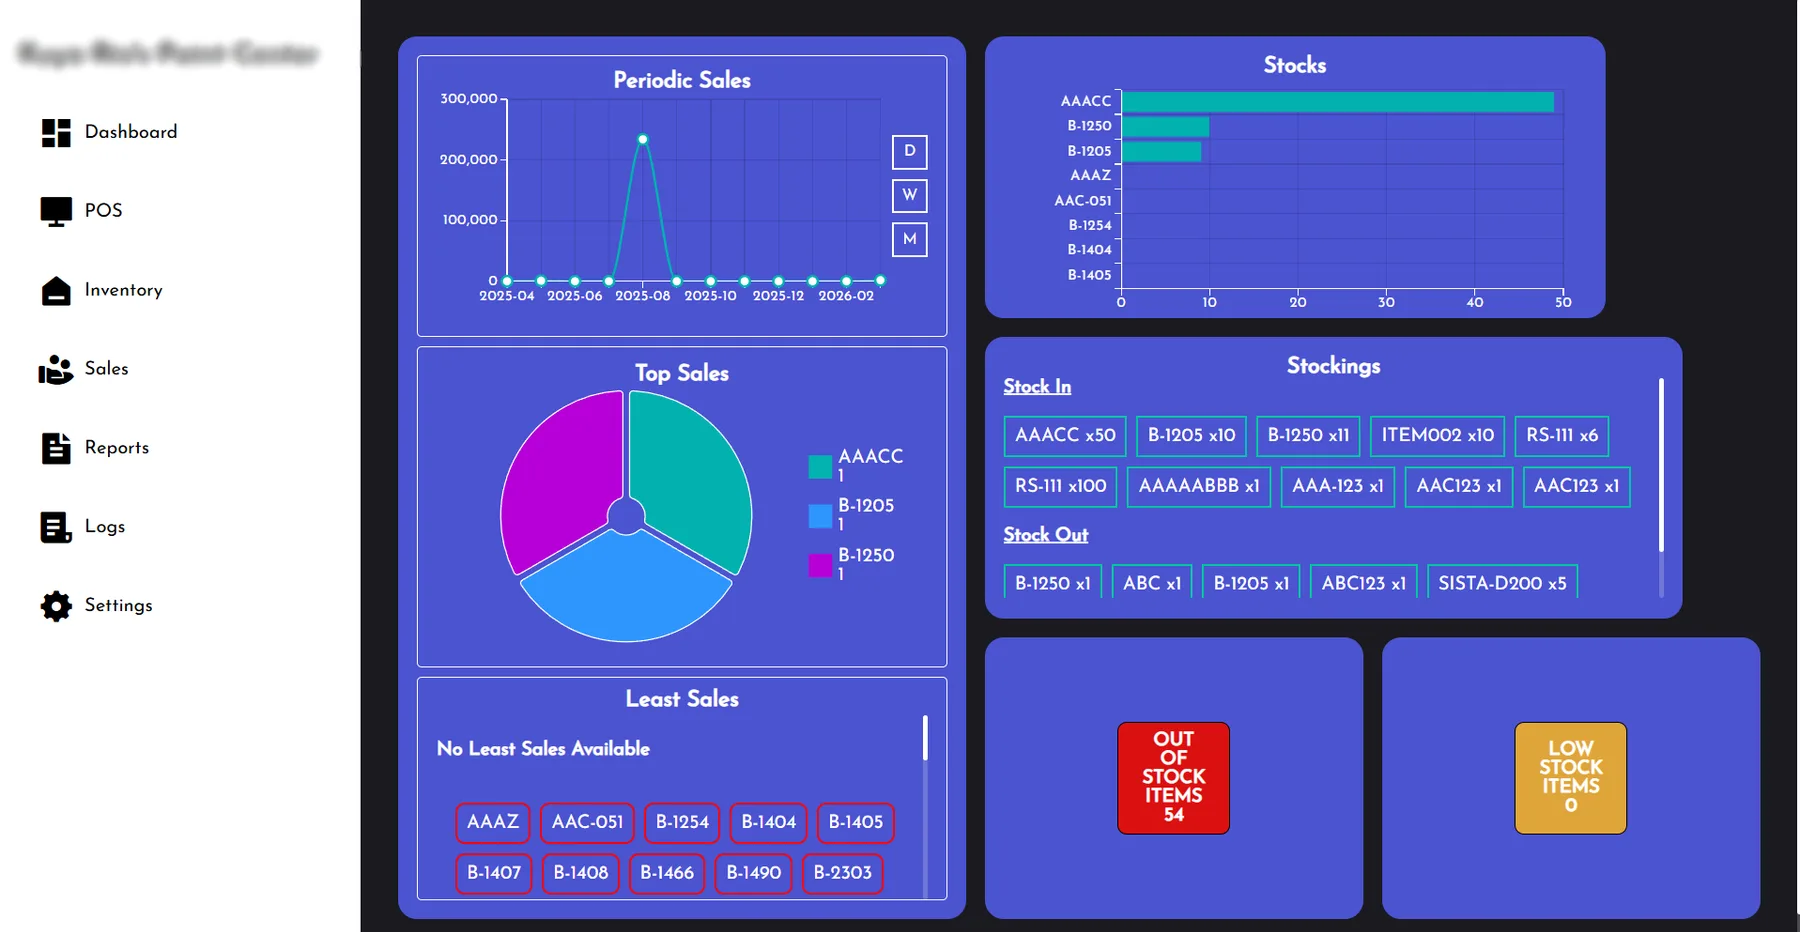 Dashboard
POS
Inventory
Sales
Reports
Logs
Settings
Periodic Sales
300,000
200,000
100,000
0
2025-04 2025-06 2025-08 2025-10 2025-12 2026-02
D
W
M
Top Sales
AAACC
1
B-1205
1
B-1250
1
Least Sales
No Least Sales Available
AAAZ AAC-051 B-1254 B-1404 B-1405
B-1407 B-1408 B-1466 B-1490 B-2303
Stocks
AAACC
B-1250
B-1205
AAAZ
AAC-051
B-1254
B-1404
B-1405
0 10 20 30 40 50
Stockings
Stock In
AAACC x50 B-1205 x10 B-1250 x11 ITEM002 x10 RS-111 x6
RS-111 x100 AAAAABBB x1 AAA-123 x1 AAC123 x1 AAC123 x1
Stock Out
B-1250 x1 ABC x1 B-1205 x1 ABC123 x1 SISTA-D200 x5
OUT
OF
STOCK
ITEMS
54
LOW
STOCK
ITEMS
0